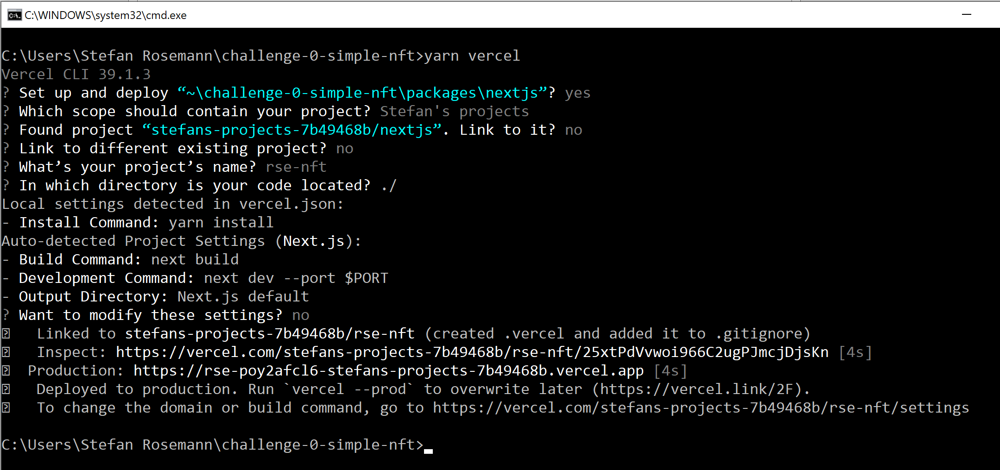 C:\WINDOWS\system32\cmd.exe
C:\Users\Stefan Rosemann\challenge-0-simple-nft>yarn vercel
Vercel CLI 39.1.3
? Set up and deploy “~\challenge-0-simple-nft\packages\nextjs”? yes
? Which scope should contain your project? Stefan's projects
? Found project “stefans-projects-7b49468b/nextjs”. Link to it? no
? Link to different existing project? no
? What’s your project’s name? rse-nft
? In which directory is your code located? ./
Local settings detected in vercel.json:
- Install Command: yarn install
Auto-detected Project Settings (Next.js):
- Build Command: next build
- Development Command: next dev --port $PORT
- Output Directory: Next.js default
? Want to modify these settings? no
Linked to stefans-projects-7b49468b/rse-nft (created .vercel and added it to .gitignore)
Inspect: https://vercel.com/stefans-projects-7b49468b/rse-nft/25xtPdVvwoi966C2ugPJmcjDjsKn [4s]
Production: https://rse-poy2afcl6-stefans-projects-7b49468b.vercel.app [4s]
Deployed to production. Run `vercel --prod` to overwrite later (https://vercel.link/2F).
To change the domain or build command, go to https://vercel.com/stefans-projects-7b49468b/rse-nft/settings
C:\Users\Stefan Rosemann\challenge-0-simple-nft>